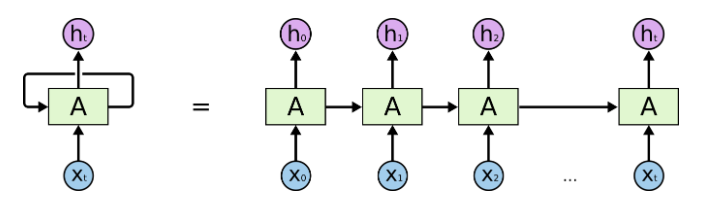 hₜ h₀ h₁ h₂ hₜ
A = A A A A
xₜ x₀ x₁ x₂ ... xₜ